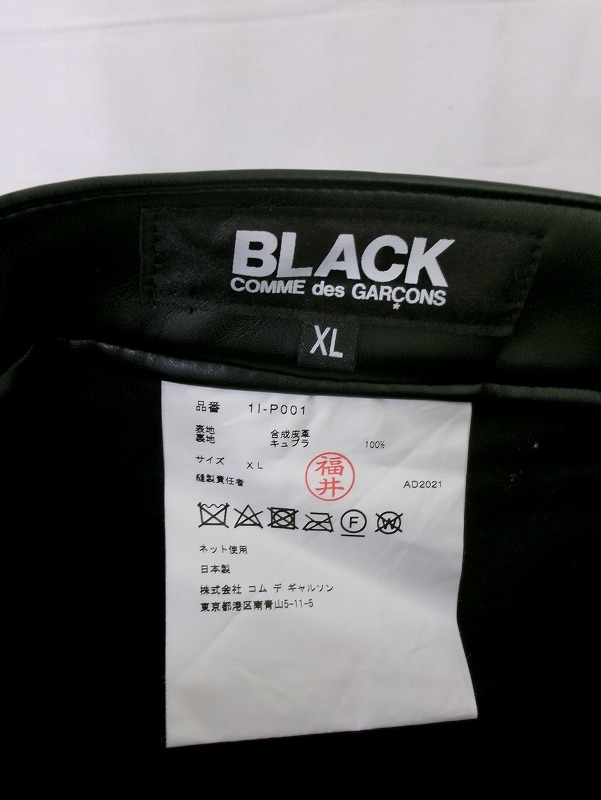 BLACK
COMME des GARÇONS
XL
品番 1I-P001
表地 合成皮革
裏地 キュプラ 100%
サイズ XL
縫製責任者 福井 AD2021
F W
ネット使用
日本製
株式会社 コム デ ギャルソン
東京都港区南青山5-11-5